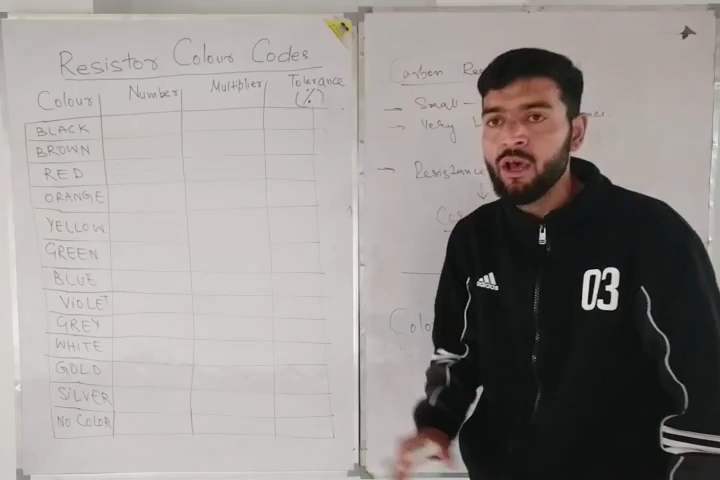 Resistor Colour Codes
Colour Number Multiplier Tolerance
(%)
BLACK
BROWN
RED
ORANGE
YELLOW
GREEN
BLUE
VIOLET
GREY
WHITE
GOLD
SILVER
NO COLOR
Carbon
- Small -
→ Very
- Resistance
↓
adidas
03